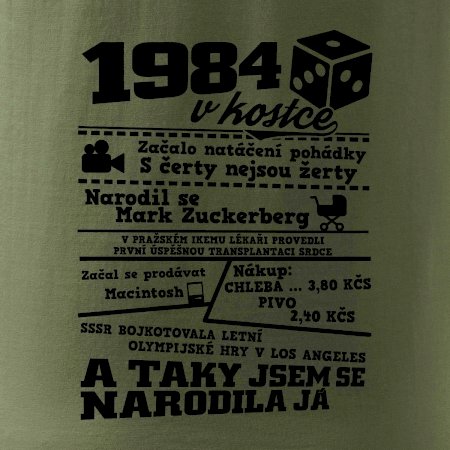 1984
v kostce
Začalo natáčení pohádky
S čerty nejsou žerty
Narodil se
Mark Zuckerberg
V PRAŽSKÉM IKEMU LÉKAŘI PROVEDLI
PRVNÍ ÚSPĚŠNOU TRANSPLANTACI SRDCE
Začal se prodávat
Macintosh
Nákup:
CHLEBA ... 3,80 KČS
PIVO
2,40 KČS
SSSR BOJKOTOVALA LETNÍ
OLYMPIJSKÉ HRY V LOS ANGELES
A TAKY JSEM SE
NARODILA JÁ